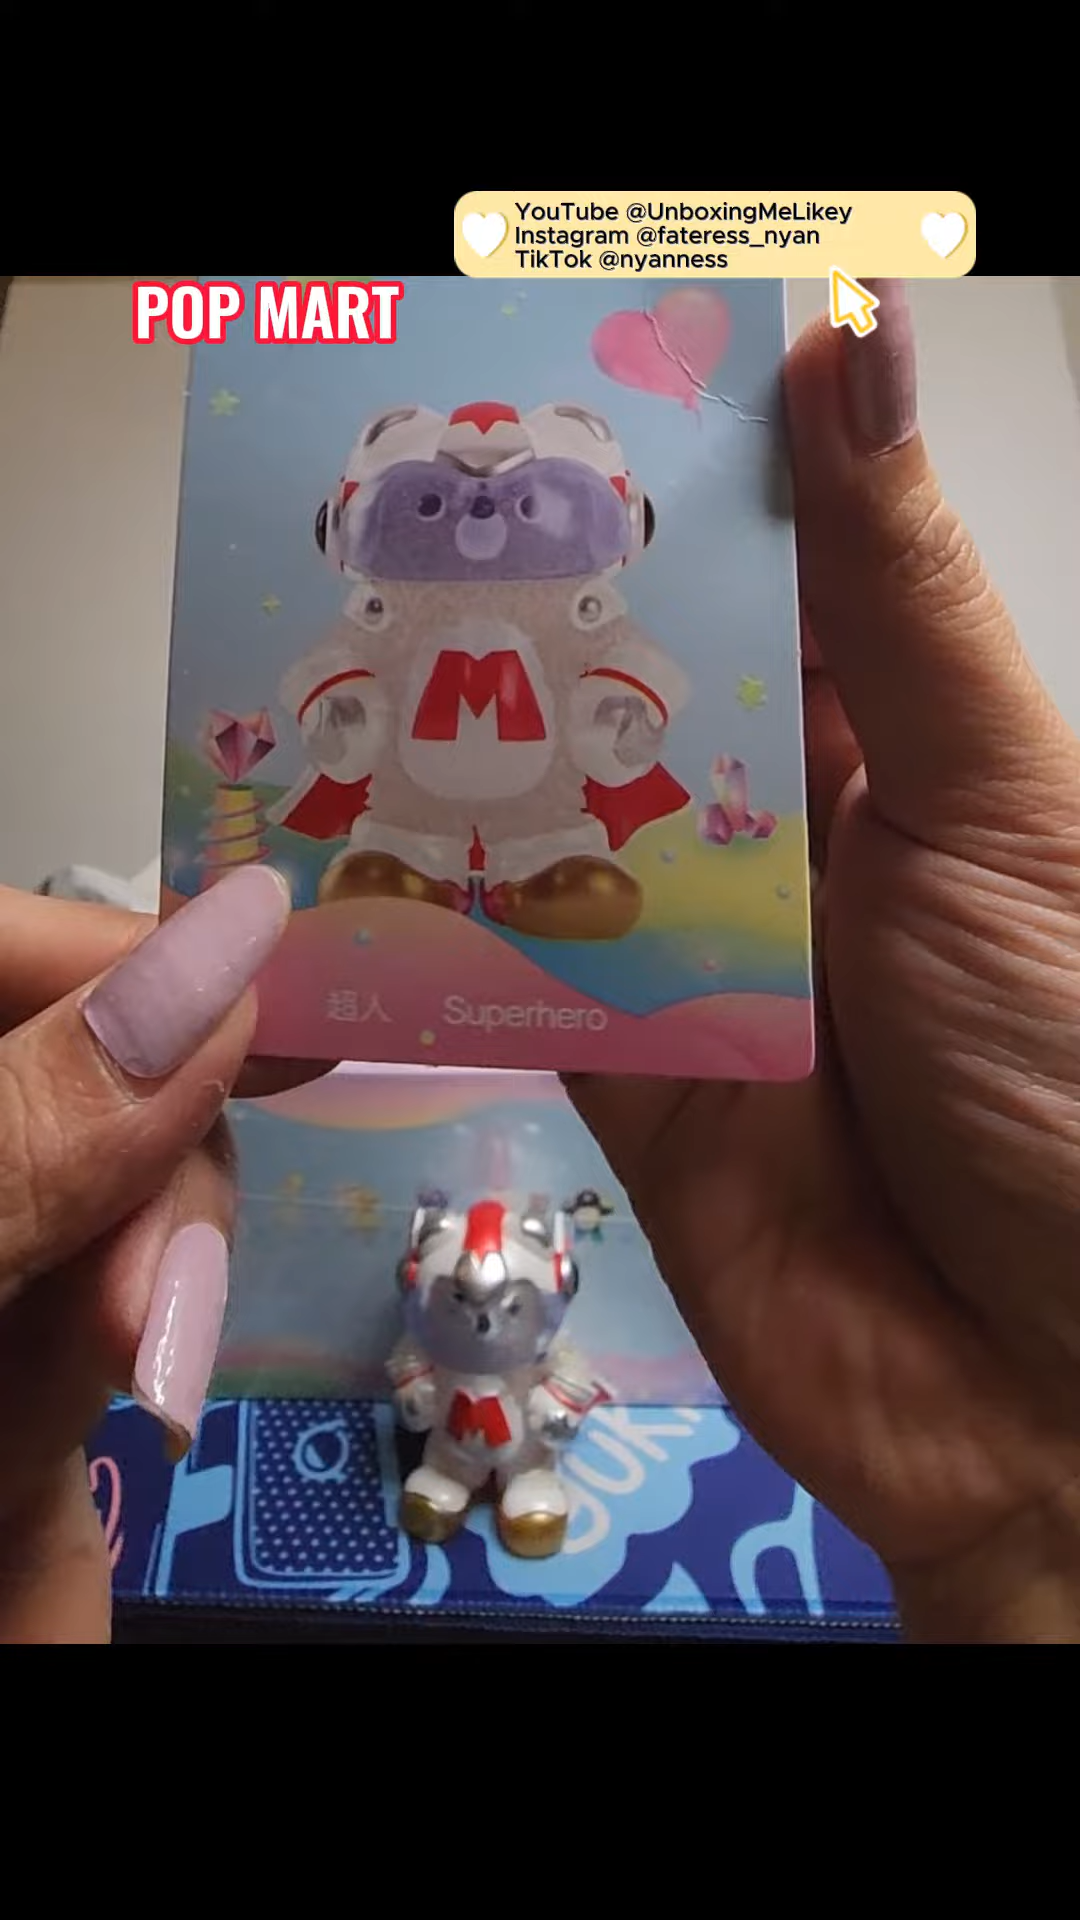 YouTube @UnboxingMeLikey
Instagram @fateress_nyan
TikTok @nyanness
POP MART
M
超人 Superhero
M